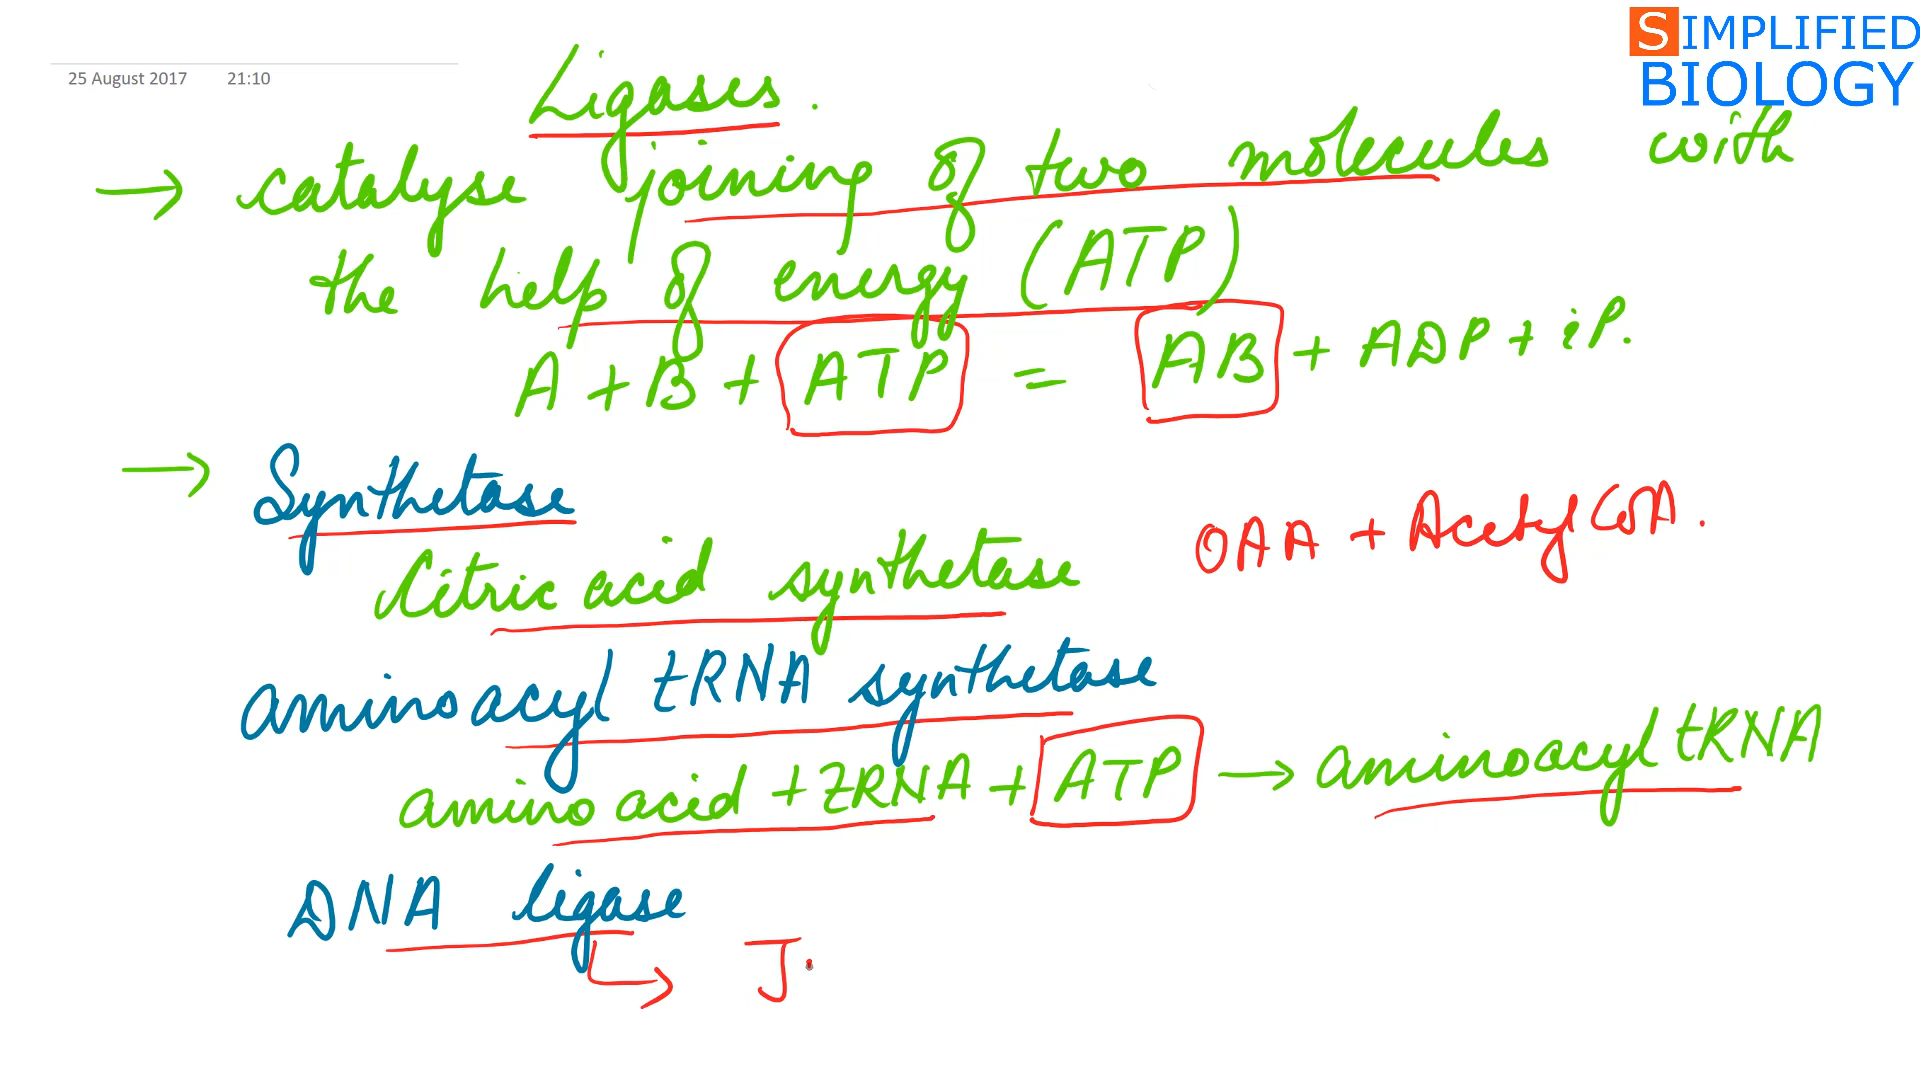 SIMPLIFIED
BIOLOGY
25 August 2017 21:10
Ligases.
→ catalyse joining of two molecules with
the help of energy (ATP)
A + B + ATP = AB + ADP + iP.
→ Synthetase
Citric acid synthetase
OAA + Acetyl CoA.
aminoacyl tRNA synthetase
amino acid + tRNA + ATP → aminoacyl tRNA
DNA ligase
→ J